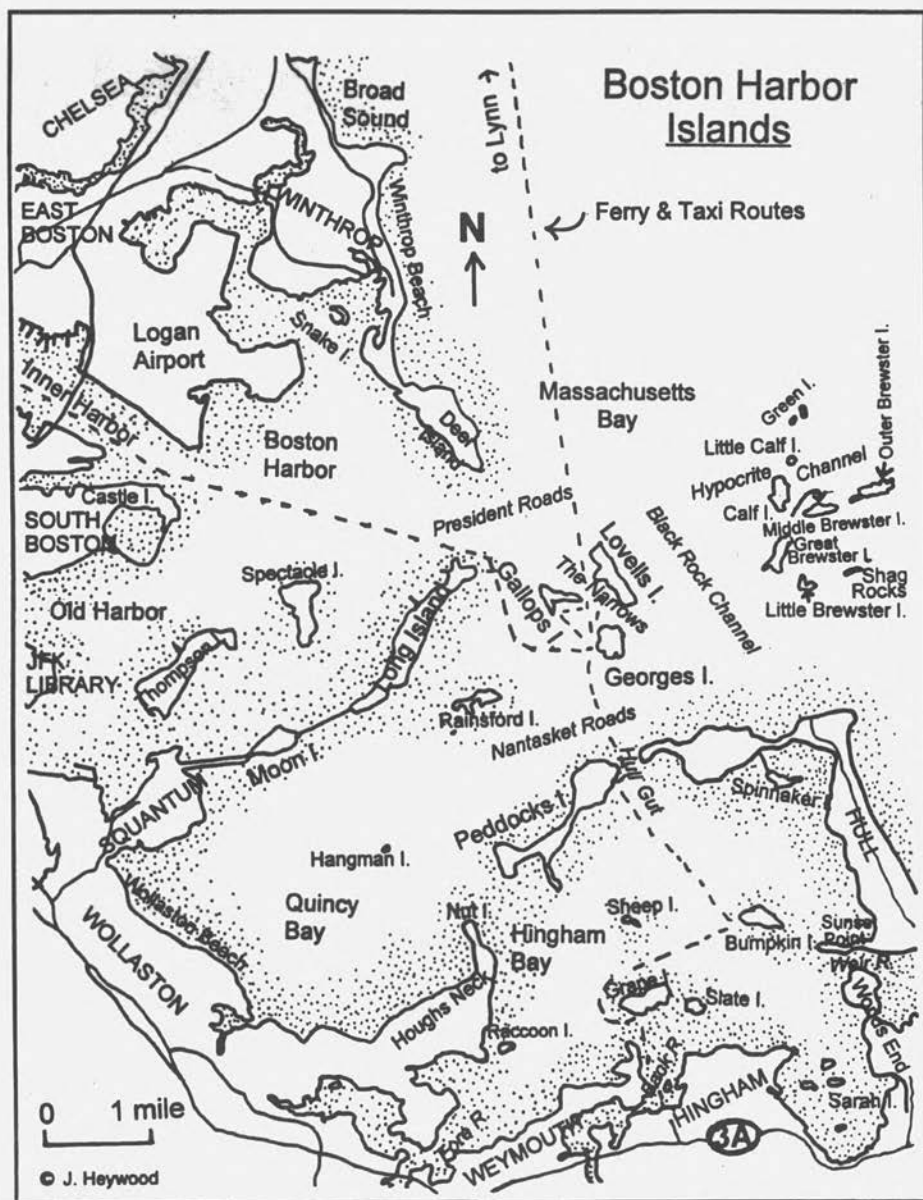 Boston Harbor
Islands
CHELSEA
Broad
Sound
to Lynn →
EAST
BOSTON
WINTHROP
Winthrop Beach
N
Ferry & Taxi Routes
Logan
Airport
Snake I.
Inner Harbor
Boston
Harbor
Deer
Island
Massachusetts
Bay
Green I.
Outer Brewster I.
Little Calf I.
Hypocrite
Channel
Calf I.
Middle Brewster I.
Great
Brewster I.
Shag
Rocks
Little Brewster I.
Castle I.
SOUTH
BOSTON
President Roads
Black Rock Channel
Lovells I.
The Narrows
Gallops I.
Spectacle I.
Old Harbor
Long Island
JFK
LIBRARY
Thompson
Georges I.
Rainsford I.
Nantasket Roads
Moon I.
SQUANTUM
Hull Gut
Peddocks I.
Spinnaker I.
HULL
Hangman I.
Quincy
Bay
Wollaston Beach
WOLLASTON
Nut I.
Hingham
Bay
Sheep I.
Bumpkin I.
Sunset
Point
Weir R.
Worlds End
Houghs Neck
Grape I.
Slate I.
Raccoon I.
Sarah I.
Back R.
Fore R.
WEYMOUTH
HINGHAM
3A
0 1 mile
© J. Heywood